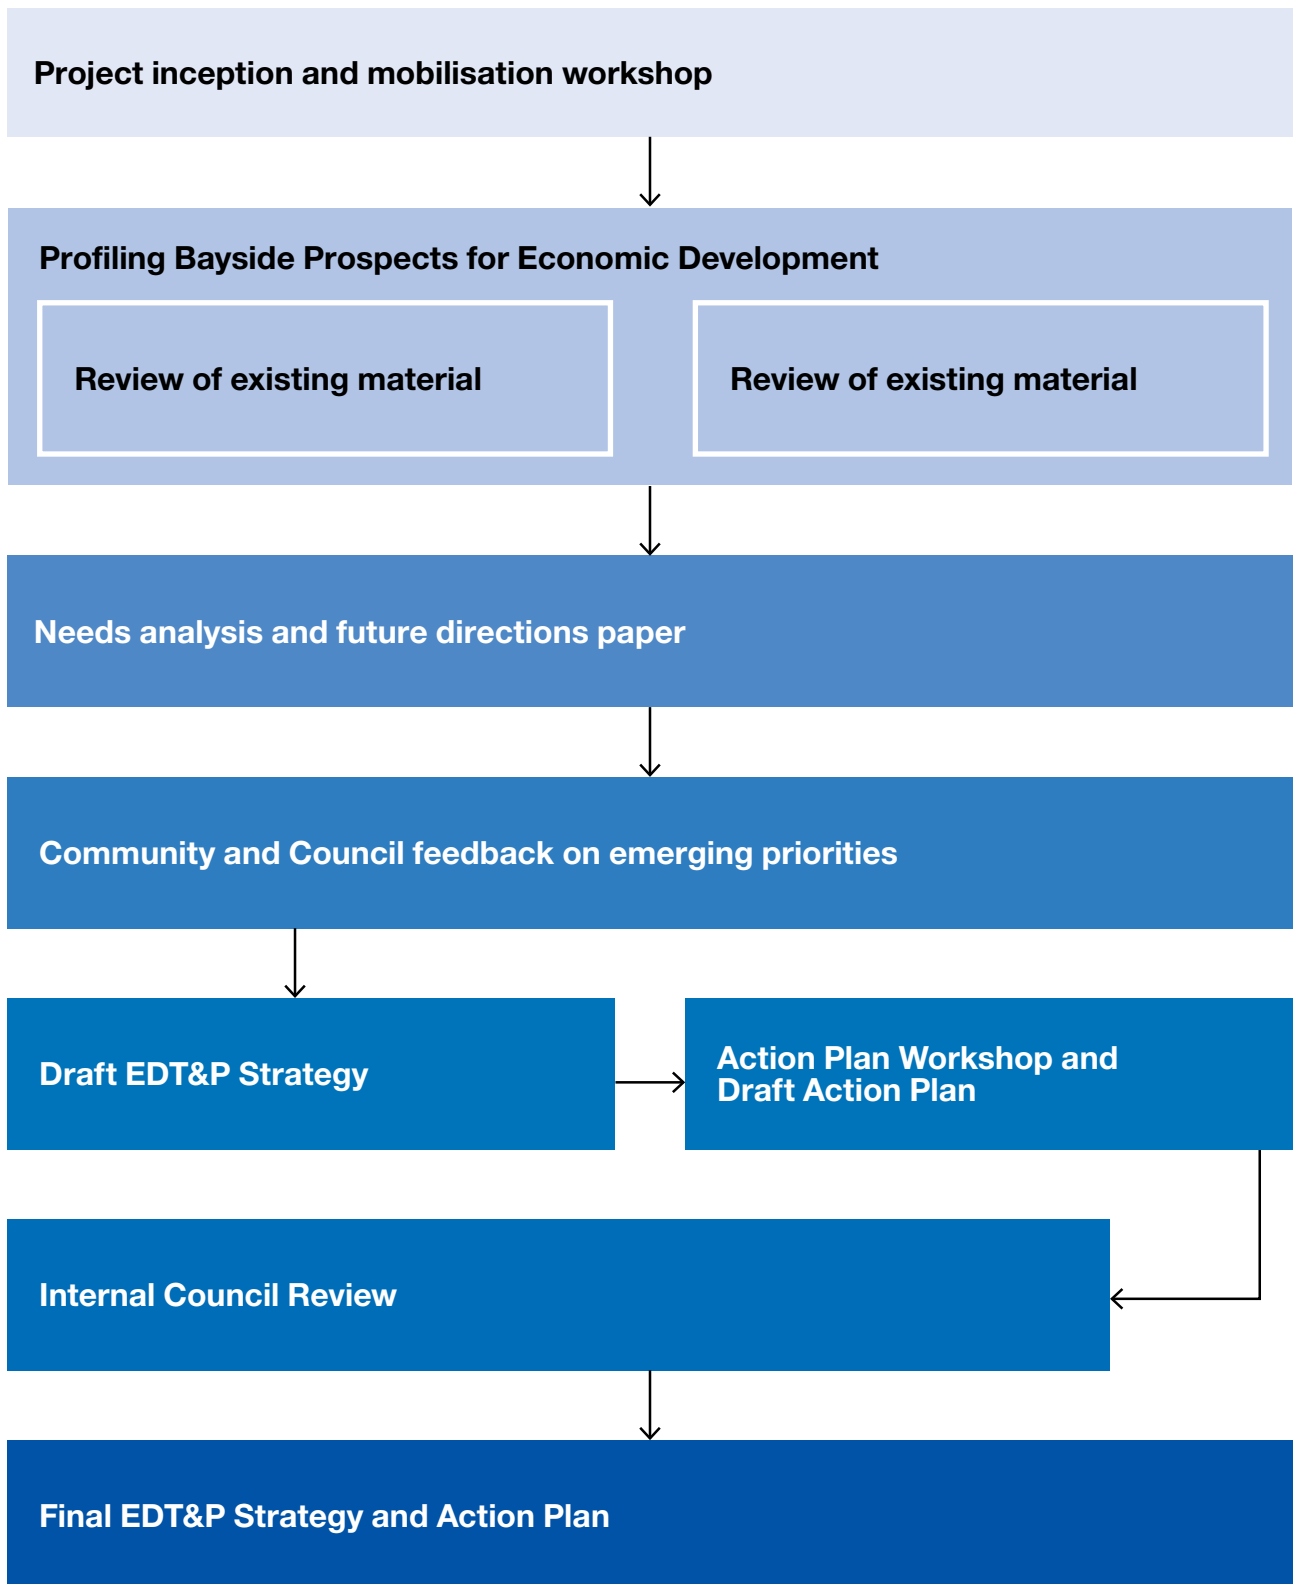 Project inception and mobilisation workshop
Profiling Bayside Prospects for Economic Development
Review of existing material
Review of existing material
Needs analysis and future directions paper
Community and Council feedback on emerging priorities
Draft EDT&P Strategy
Action Plan Workshop and
Draft Action Plan
Internal Council Review
Final EDT&P Strategy and Action Plan